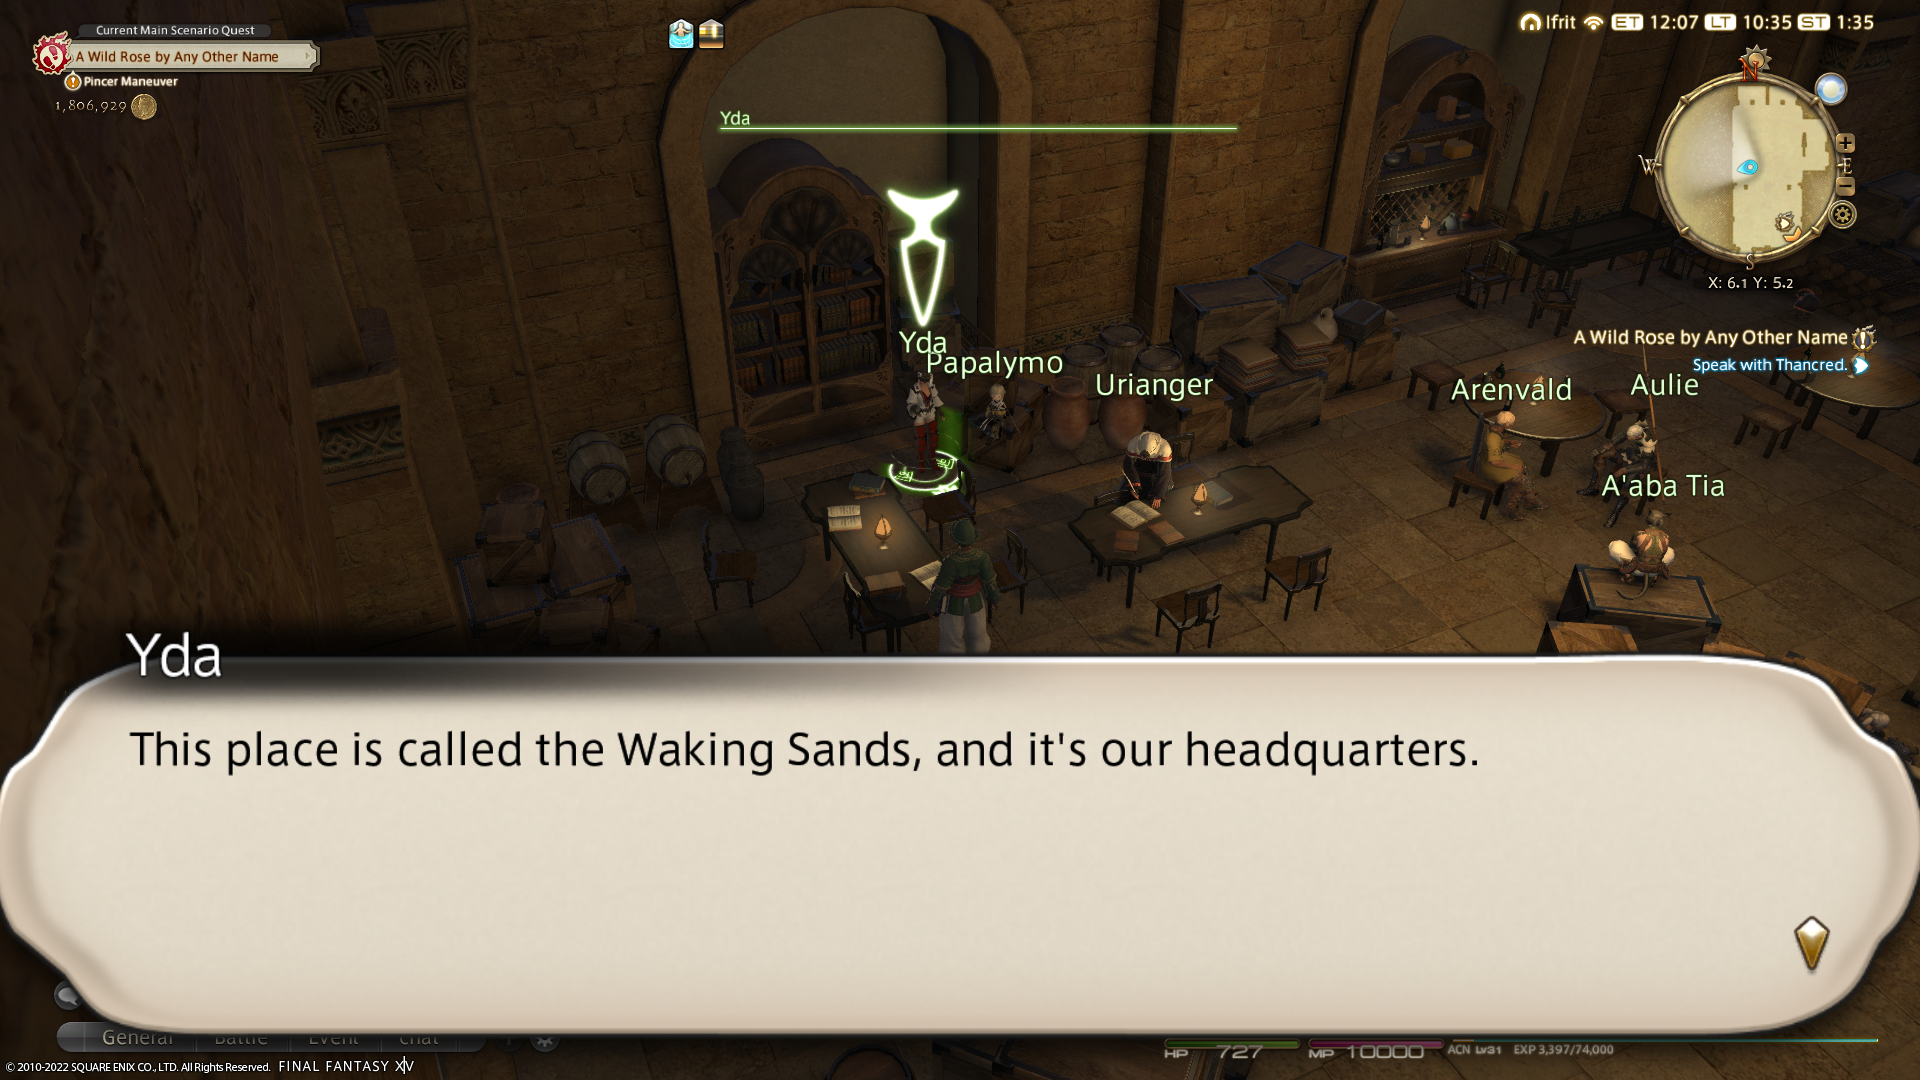 Current Main Scenario Quest
A Wild Rose by Any Other Name
Pincer Maneuver
1,806,929
Ifrit ET 12:07 LT 10:35 ST 1:35
Yda
N
W
E
S
X: 6.1 Y: 5.2
A Wild Rose by Any Other Name
Speak with Thancred.
Yda
Papalymo
Urianger
Arenvald
Aulie
A'aba Tia
Yda
This place is called the Waking Sands, and it's our headquarters.
General Battle Event Chat
HP 727 MP 10000 ACN Lv31 EXP 3,397/74,000
© 2010-2022 SQUARE ENIX CO., LTD. All Rights Reserved. FINAL FANTASY XIV